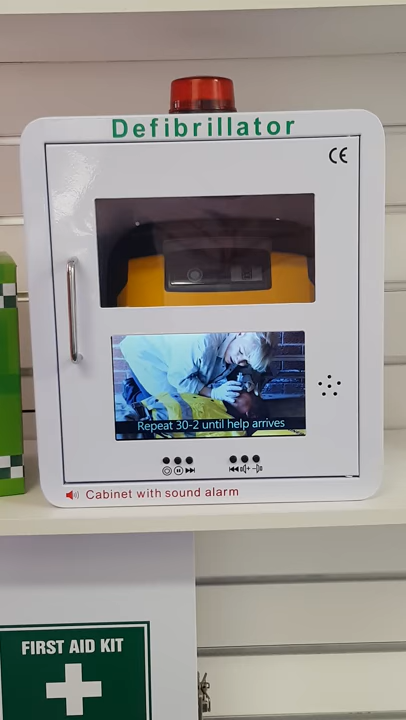 Defibrillator
CE
Repeat 30-2 until help arrives
Cabinet with sound alarm
FIRST AID KIT